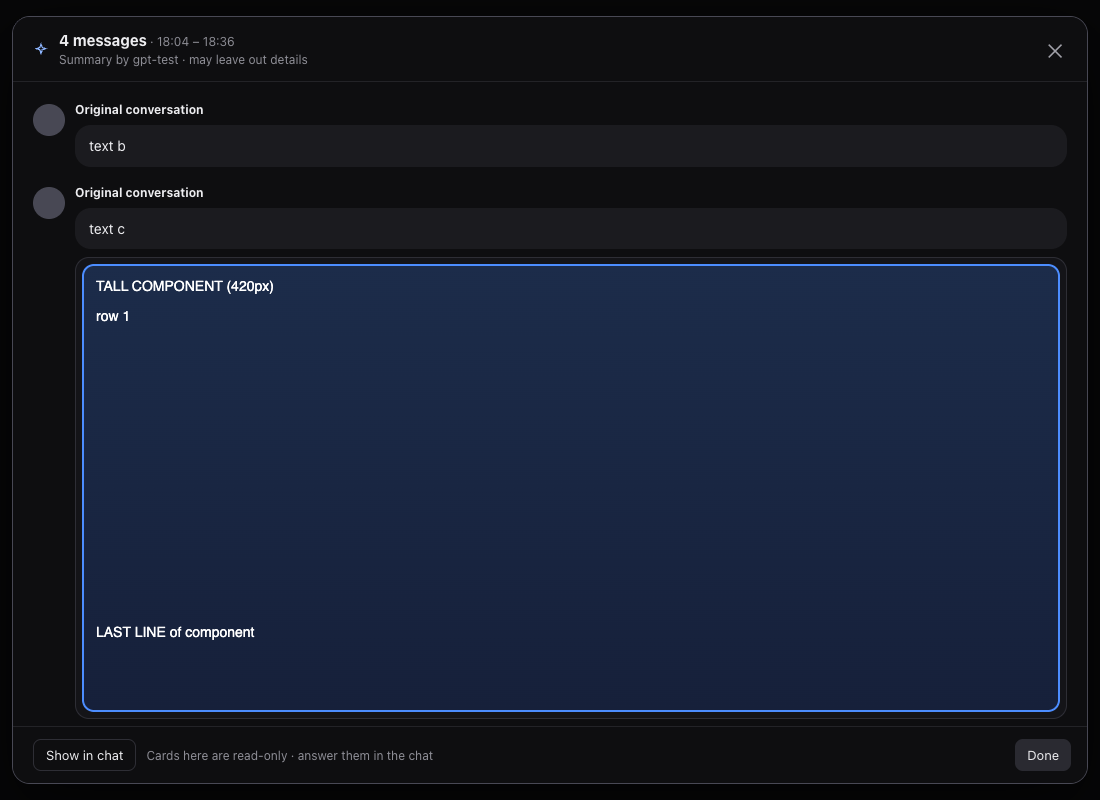 4 messages · 18:04 – 18:36
Summary by gpt-test · may leave out details
Original conversation
text b
Original conversation
text c
TALL COMPONENT (420px)
row 1
LAST LINE of component
Show in chat
Cards here are read-only · answer them in the chat
Done